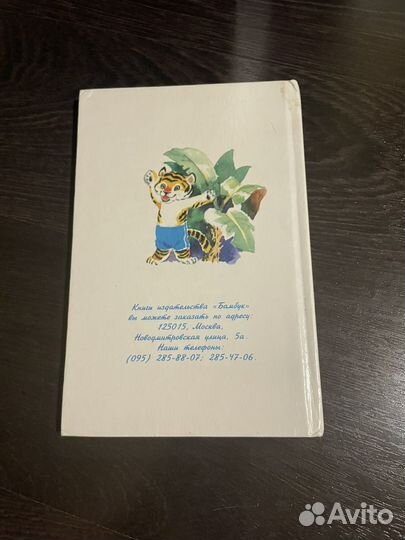 Книги издательства «Бамбук»
вы можете заказать по адресу:
125015, Москва,
Новодмитровская улица, 5а.
Наши телефоны:
(095) 285-88-07; 285-47-06.
Avito